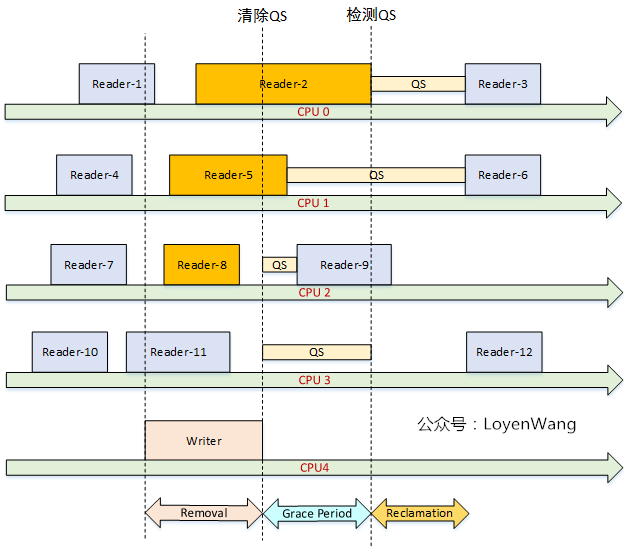 清除QS
检测QS
Reader-1
Reader-2
QS
Reader-3
CPU 0
Reader-4
Reader-5
QS
Reader-6
CPU 1
Reader-7
Reader-8
QS
Reader-9
CPU 2
Reader-10
Reader-11
QS
Reader-12
CPU 3
Writer
公众号：LoyenWang
CPU4
Removal
Grace Period
Reclamation